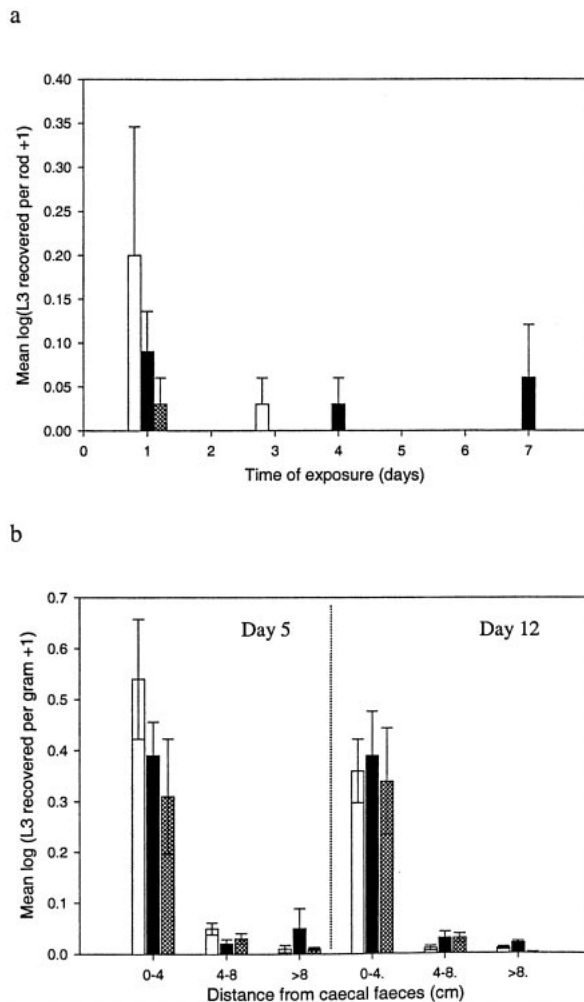 a
Mean log(L3 recovered per rod +1)
0.40
0.35
0.30
0.25
0.20
0.15
0.10
0.05
0.00
0 1 2 3 4 5 6 7
Time of exposure (days)
b
Mean log (L3 recovered per gram +1)
0.7
0.6
0.5
0.4
0.3
0.2
0.1
0.0
Day 5 Day 12
0-4 4-8 >8 0-4. 4-8. >8.
Distance from caecal faeces (cm)